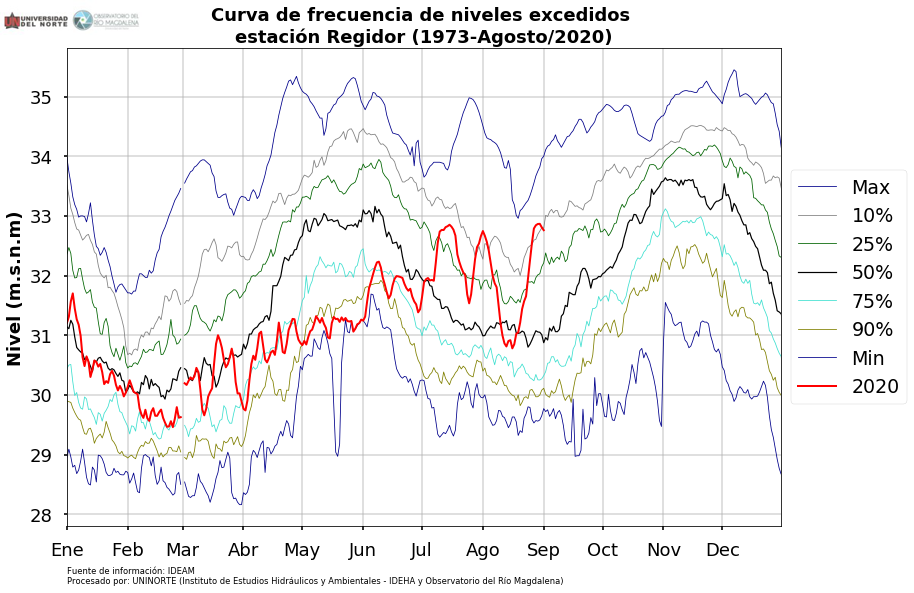 UNIVERSIDAD
DEL NORTE
OBSERVATORIO DEL
RÍO MAGDALENA
Curva de frecuencia de niveles excedidos
estación Regidor (1973-Agosto/2020)
Nivel (m.s.n.m)
35
34
33
32
31
30
29
28
Ene Feb Mar Abr May Jun Jul Ago Sep Oct Nov Dec
Max
10%
25%
50%
75%
90%
Min
2020
Fuente de información: IDEAM
Procesado por: UNINORTE (Instituto de Estudios Hidráulicos y Ambientales - IDEHA y Observatorio del Río Magdalena)